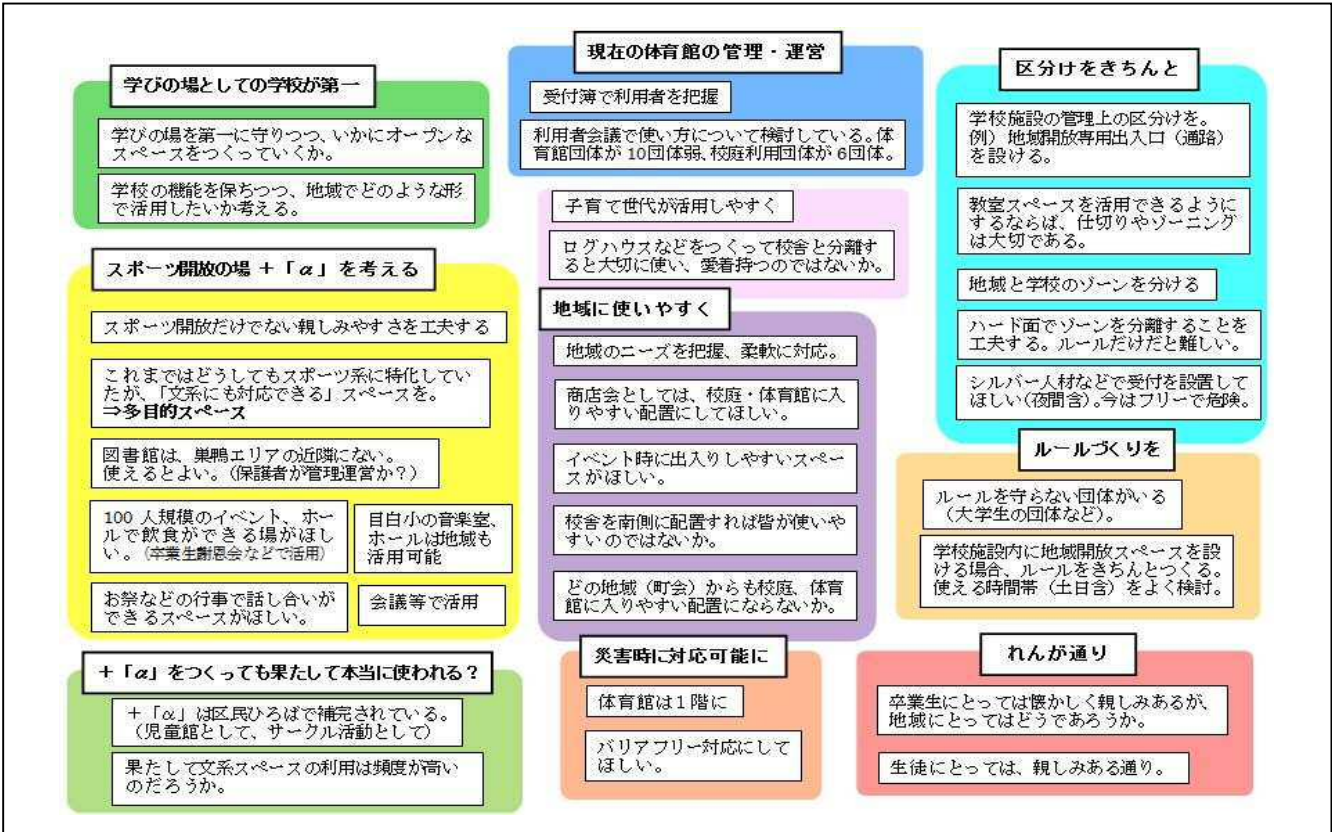 学びの場としての学校が第一
学びの場を第一に守りつつ、いかにオープンな
スペースをつくっていくか。
学校の機能を保ちつつ、地域でどのような形
で活用したいか考える。
スポーツ開放の場 +「α」を考える
スポーツ開放だけでない親しみやすさを工夫する
これまではどうしてもスポーツ系に特化してい
たが、「文系にも対応できる」スペースを。
⇒多目的スペース
図書館は、巣鴨エリアの近隣にない。
使えるとよい。(保護者が管理運営か？)
100 人規模のイベント、ホー
ルで飲食ができる場がほし
い。(卒業生謝恩会などで活用)
目白小の音楽室、
ホールは地域も
活用可能
お祭などの行事で話し合いが
できるスペースがほしい。
会議等で活用
+「α」をつくっても果たして本当に使われる？
+「α」は区民ひろばで補完されている。
(児童館として、サークル活動として)
果たして文系スペースの利用は頻度が高い
のだろうか。
現在の体育館の管理・運営
受付簿で利用者を把握
利用者会議で使い方について検討している。体
育館団体が 10団体弱、校庭利用団体が 6団体。
子育て世代が活用しやすく
ログハウスなどをつくって校舎と分離す
ると大切に使い、愛着持つのではないか。
地域に使いやすく
地域のニーズを把握、柔軟に対応。
商店会としては、校庭・体育館に入
りやすい配置にしてほしい。
イベント時に出入りしやすいスペー
スがほしい。
校舎を南側に配置すれば皆が使いや
すいのではないか。
どの地域（町会）からも校庭、体育
館に入りやすい配置にならないか。
災害時に対応可能に
体育館は１階に
バリアフリー対応にして
ほしい。
区分けをきちんと
学校施設の管理上の区分けを。
例）地域開放専用出入口（通路）
を設ける。
教室スペースを活用できるように
するならば、仕切りやゾーニング
は大切である。
地域と学校のゾーンを分ける
ハード面でゾーンを分離することを
工夫する。ルールだけだと難しい。
シルバー人材などで受付を設置して
ほしい(夜間含)。今はフリーで危険。
ルールづくりを
ルールを守らない団体がいる
（大学生の団体など）。
学校施設内に地域開放スペースを設
ける場合、ルールをきちんとつくる。
使える時間帯（土日含）をよく検討。
れんが通り
卒業生にとっては懐かしく親しみあるが、
地域にとってはどうであろうか。
生徒にとっては、親しみある通り。